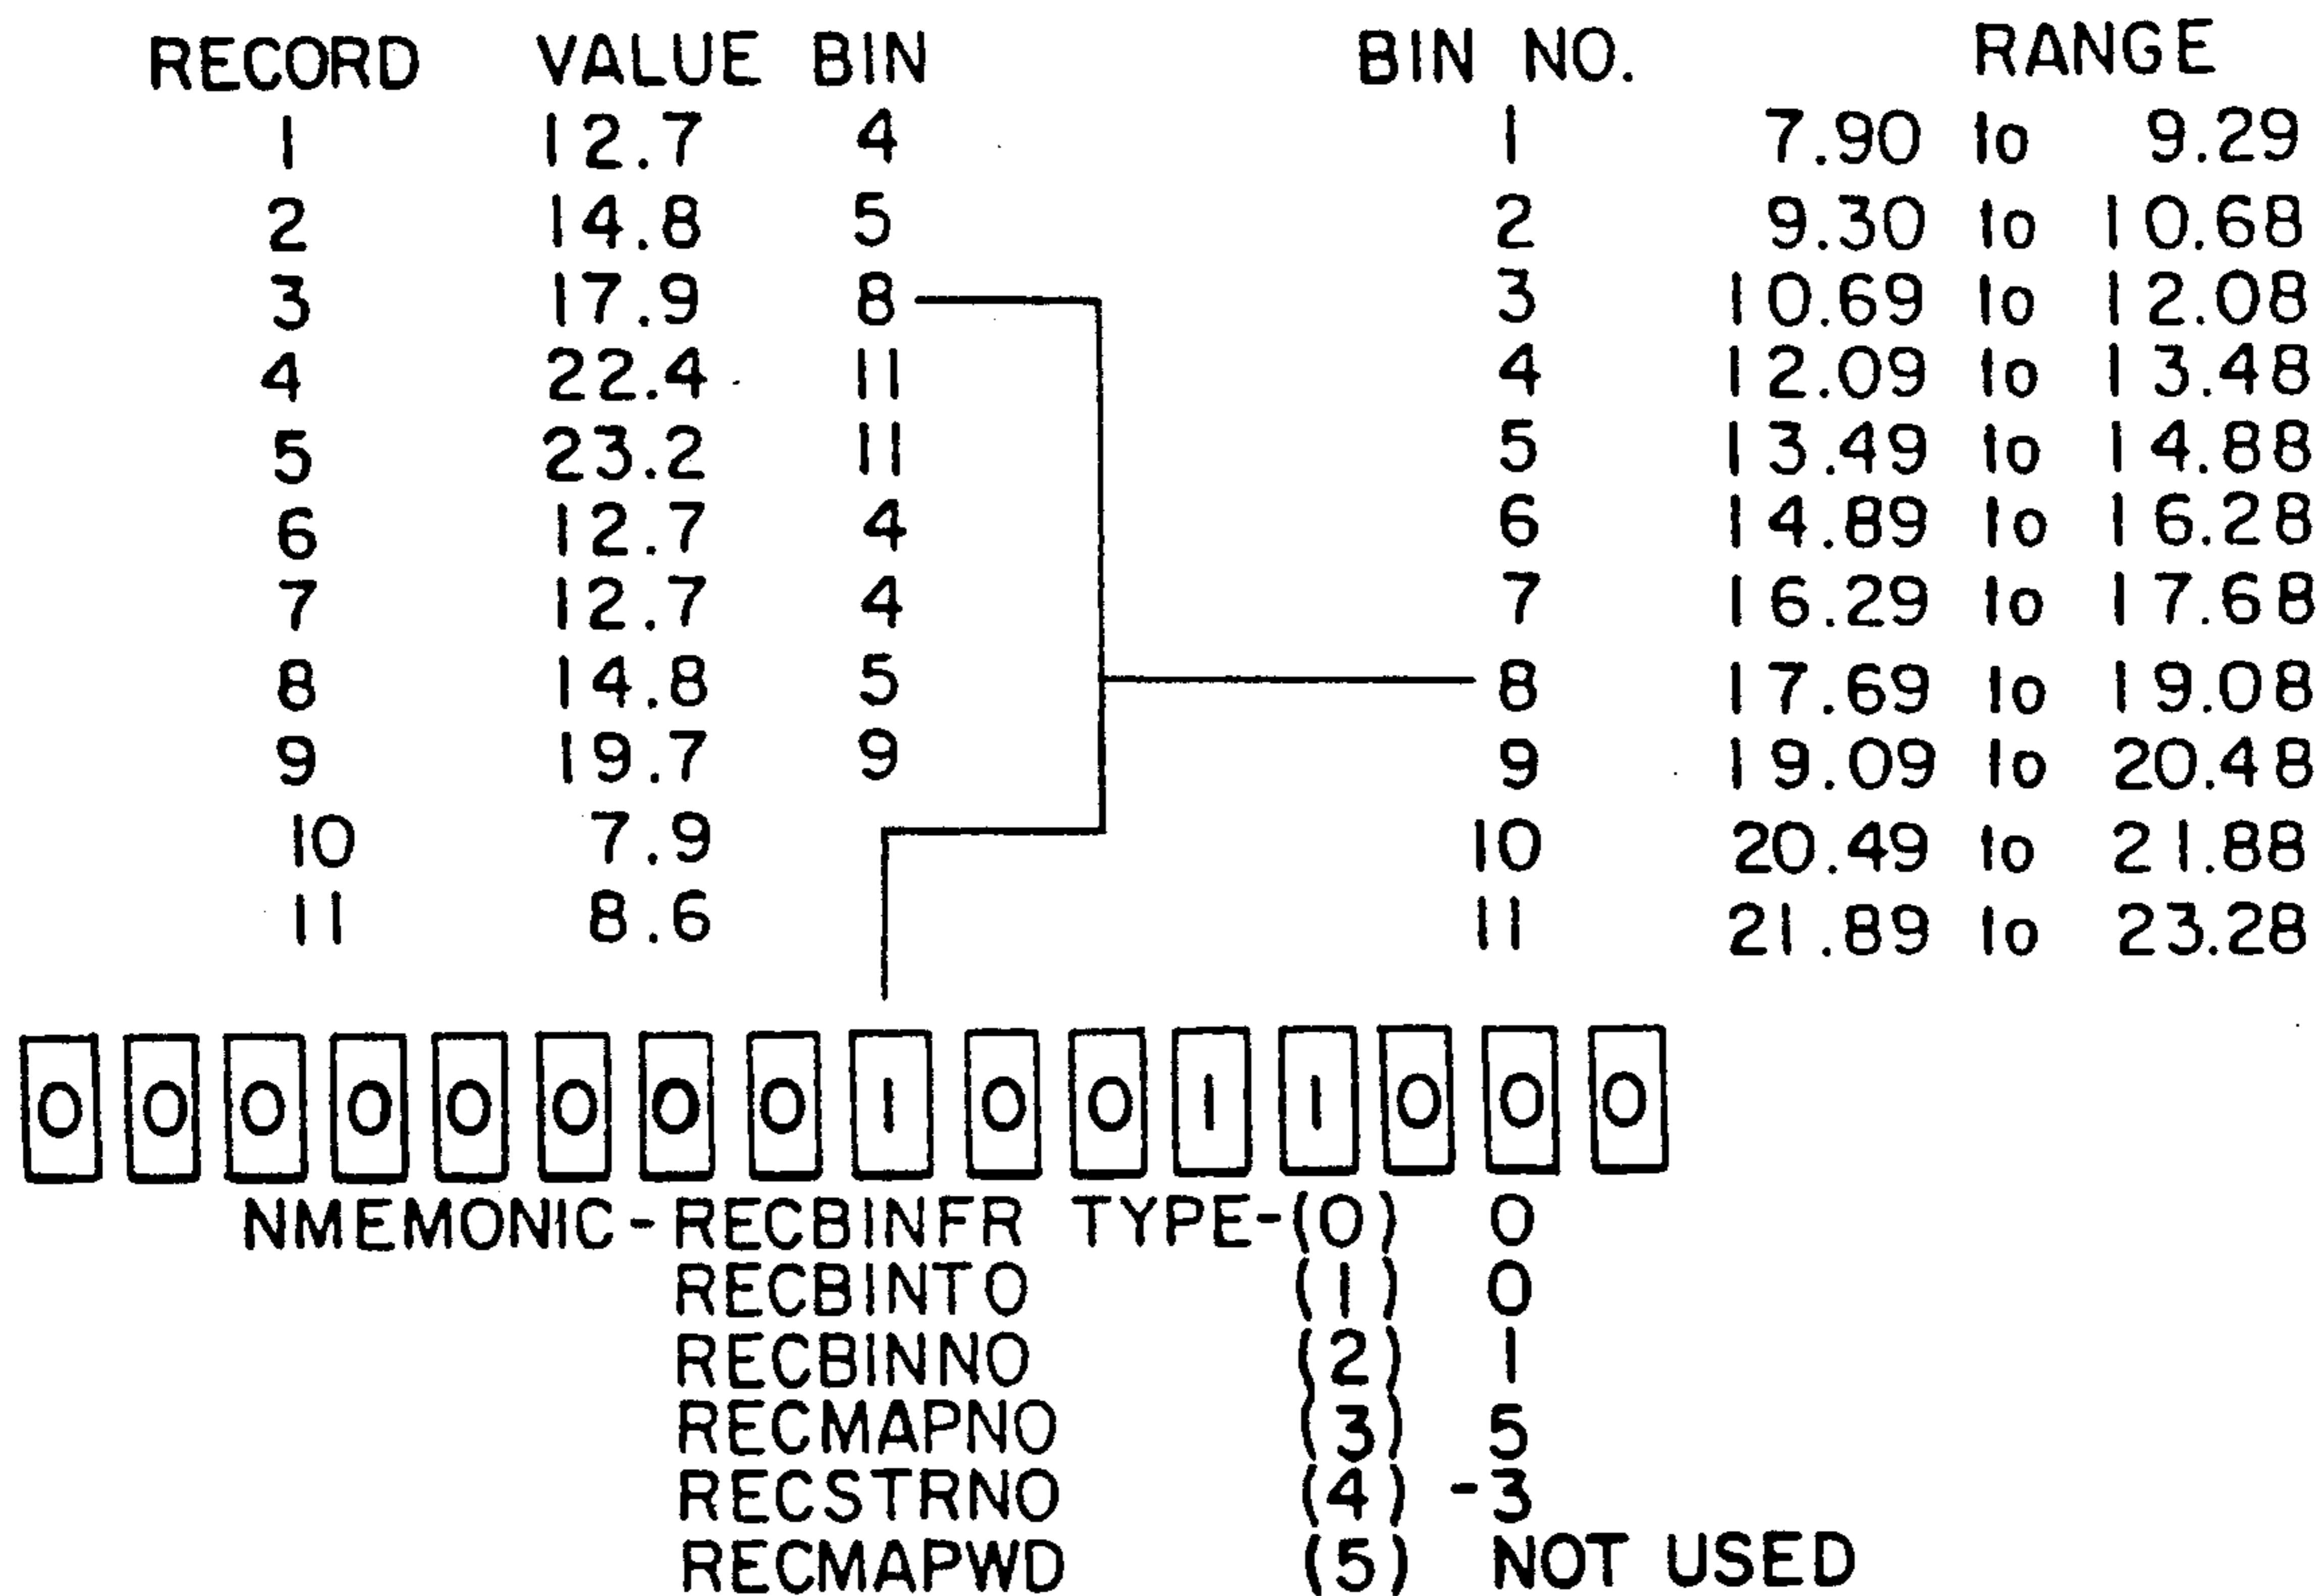 RECORD VALUE BIN BIN NO. RANGE
1 12.7 4 1 7.90 to 9.29
2 14.8 5 2 9.30 to 10.68
3 17.9 8 3 10.69 to 12.08
4 22.4 11 4 12.09 to 13.48
5 23.2 11 5 13.49 to 14.88
6 12.7 4 6 14.89 to 16.28
7 12.7 4 7 16.29 to 17.68
8 14.8 5 8 17.69 to 19.08
9 19.7 9 9 19.09 to 20.48
10 7.9 10 20.49 to 21.88
11 8.6 11 21.89 to 23.28
0 0 0 0 0 0 0 0 1 0 0 1 1 0 0 0
NMEMONIC-RECBINFR TYPE-(0) 0
RECBINTO (1) 0
RECBINNO (2) 1
RECMAPNO (3) 5
RECSTRNO (4) -3
RECMAPWD (5) NOT USED